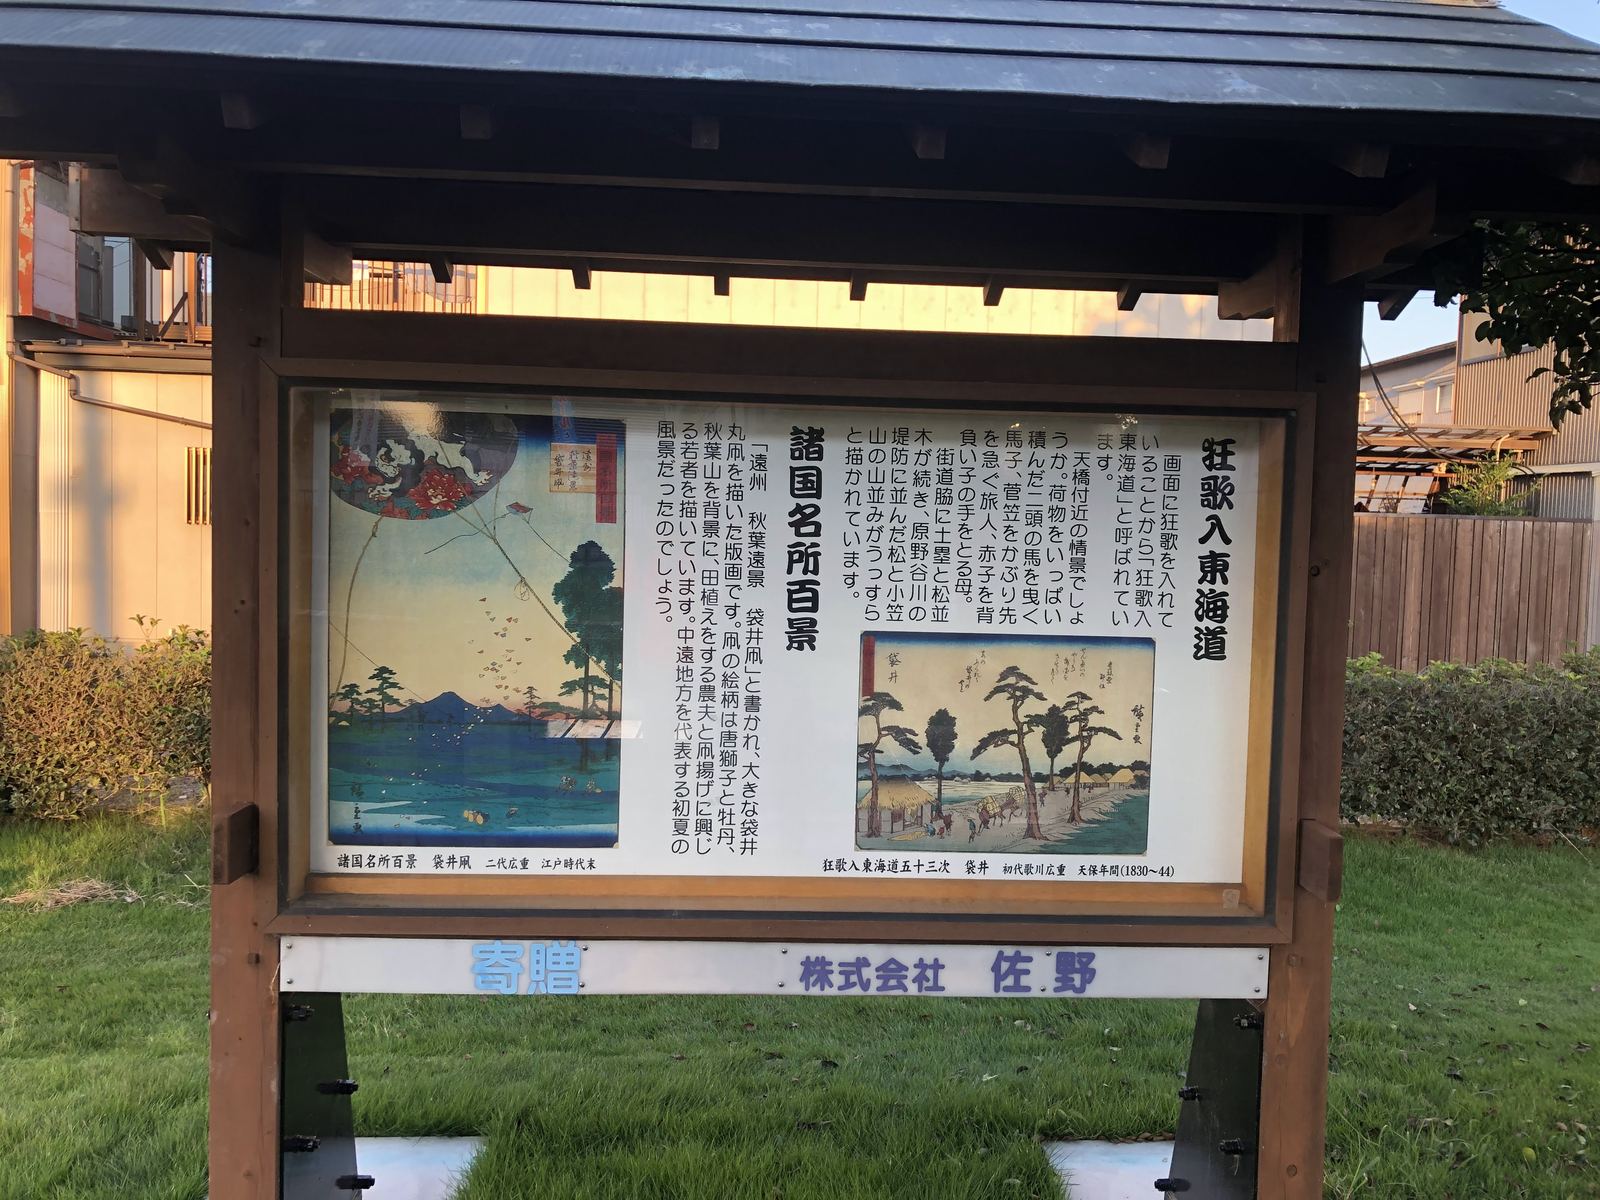 狂歌入東海道
画面に狂歌を入れて
いることから「狂歌入
東海道」と呼ばれてい
ます。
天橋付近の情景でしょ
うか、荷物をいっぱい
積んだ二頭の馬を曳く
馬子、菅笠をかぶり先
を急ぐ旅人、赤子を背
負い子の手をとる母。
街道脇に土塁と松並
木が続き、原野谷川の
堤防に並んだ松と小笠
山の山並みがうっすら
と描かれています。
袋井
廣重画
狂歌入東海道五十三次 袋井 初代歌川広重 天保年間(1830〜44)
諸国名所百景
「遠州 秋葉遠景 袋井凧」と書かれ、大きな袋井
丸凧を描いた版画です。凧の絵柄は唐獅子と牡丹、
秋葉山を背景に、田植えをする農夫と凧揚げに興じ
る若者を描いています。中遠地方を代表する初夏の
風景だったのでしょう。
遠州
秋葉遠景
袋井凧
廣重画
諸国名所百景 袋井凧 二代広重 江戸時代末
寄贈 株式会社 佐野